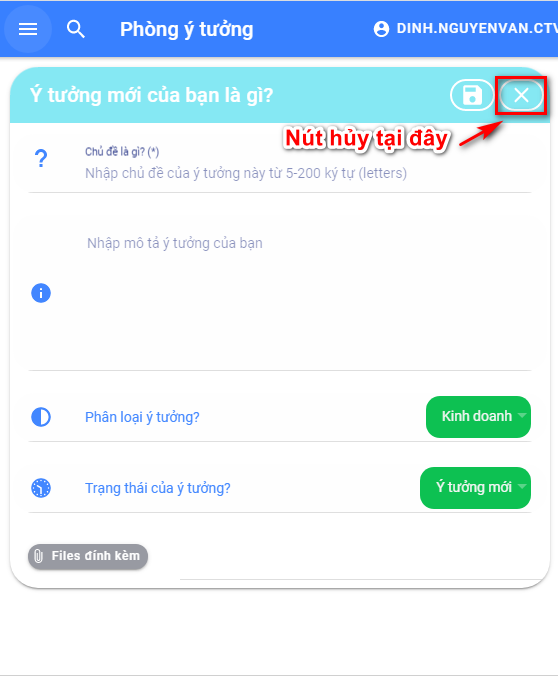 Phòng ý tưởng
DINH.NGUYENVAN.CTV
Ý tưởng mới của bạn là gì?
Nút hủy tại đây
Chủ đề là gì? (*)
Nhập chủ đề của ý tưởng này từ 5-200 ký tự (letters)
Nhập mô tả ý tưởng của bạn
Phân loại ý tưởng?
Kinh doanh
Trạng thái của ý tưởng?
Ý tưởng mới
Files đính kèm